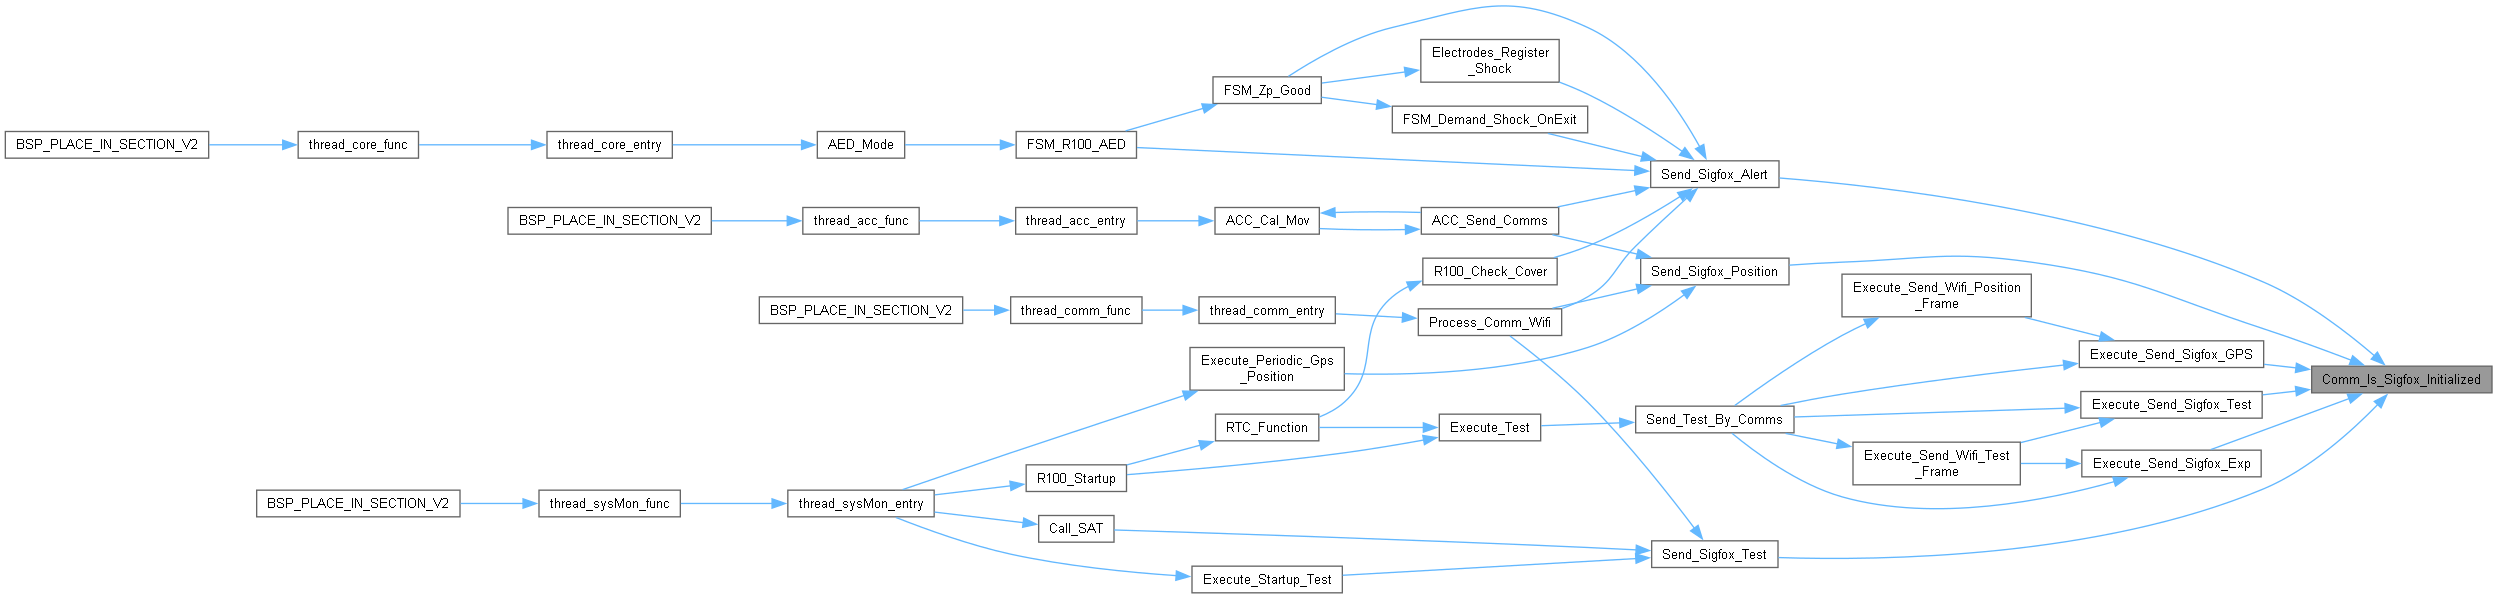 Electrodes_Register
_Shock
FSM_Zp_Good
FSM_Demand_Shock_OnExit
BSP_PLACE_IN_SECTION_V2
thread_core_func
thread_core_entry
AED_Mode
FSM_R100_AED
Send_Sigfox_Alert
BSP_PLACE_IN_SECTION_V2
thread_acc_func
thread_acc_entry
ACC_Cal_Mov
ACC_Send_Comms
R100_Check_Cover
Send_Sigfox_Position
Execute_Send_Wifi_Position
_Frame
BSP_PLACE_IN_SECTION_V2
thread_comm_func
thread_comm_entry
Process_Comm_Wifi
Execute_Periodic_Gps
_Position
Execute_Send_Sigfox_GPS
Comm_Is_Sigfox_Initialized
Execute_Send_Sigfox_Test
RTC_Function
Execute_Test
Send_Test_By_Comms
Execute_Send_Wifi_Test
_Frame
Execute_Send_Sigfox_Exp
R100_Startup
BSP_PLACE_IN_SECTION_V2
thread_sysMon_func
thread_sysMon_entry
Call_SAT
Send_Sigfox_Test
Execute_Startup_Test